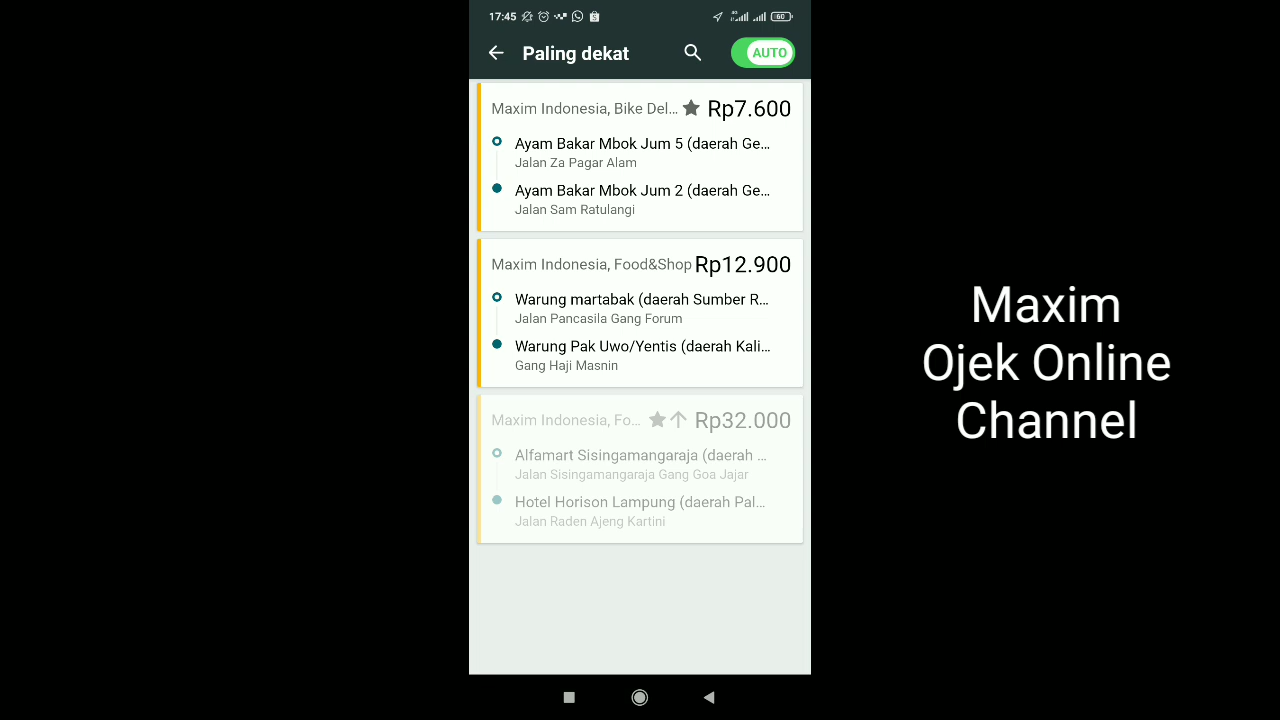 17:45
60
Paling dekat
AUTO
Maxim Indonesia, Bike Del...
Rp7.600
Ayam Bakar Mbok Jum 5 (daerah Ge...
Jalan Za Pagar Alam
Ayam Bakar Mbok Jum 2 (daerah Ge...
Jalan Sam Ratulangi
Maxim Indonesia, Food&Shop
Rp12.900
Warung martabak (daerah Sumber R...
Jalan Pancasila Gang Forum
Warung Pak Uwo/Yentis (daerah Kali...
Gang Haji Masnin
Maxim Indonesia, Fo...
Rp32.000
Alfamart Sisingamangaraja (daerah ...
Jalan Sisingamangaraja Gang Goa Jajar
Hotel Horison Lampung (daerah Pal...
Jalan Raden Ajeng Kartini
Maxim
Ojek Online
Channel